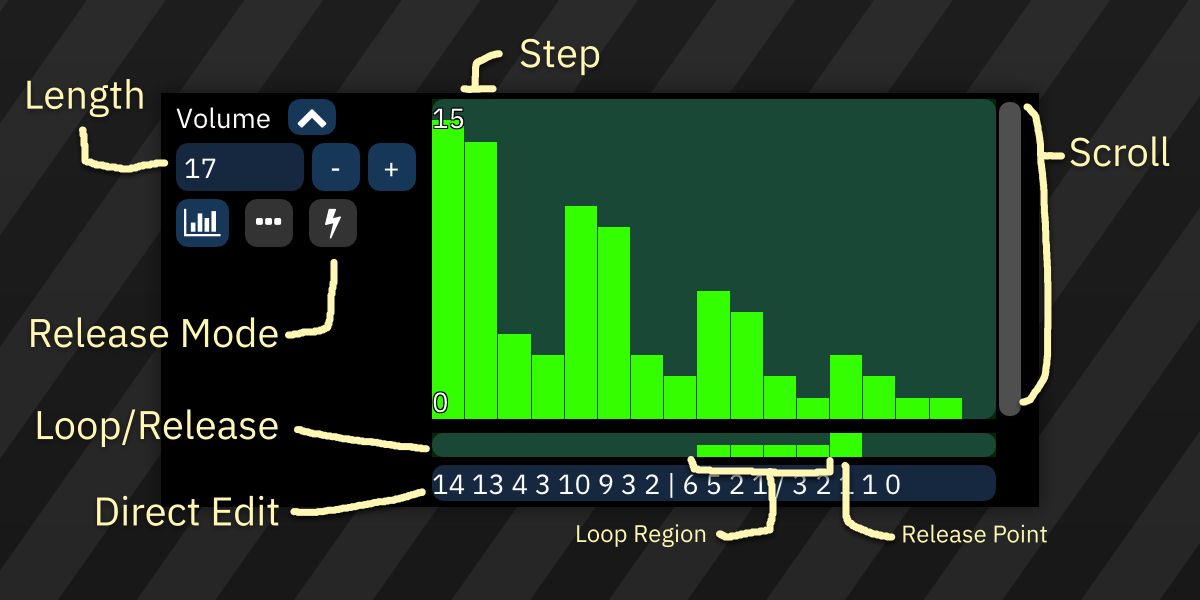 Step
Length
15
Volume
Scroll
17 - +
Release Mode
0
Loop/Release
14 13 4 3 10 9 3 2 | 6 5 2 1 / 3 2 1 1 0
Direct Edit
Loop Region
Release Point